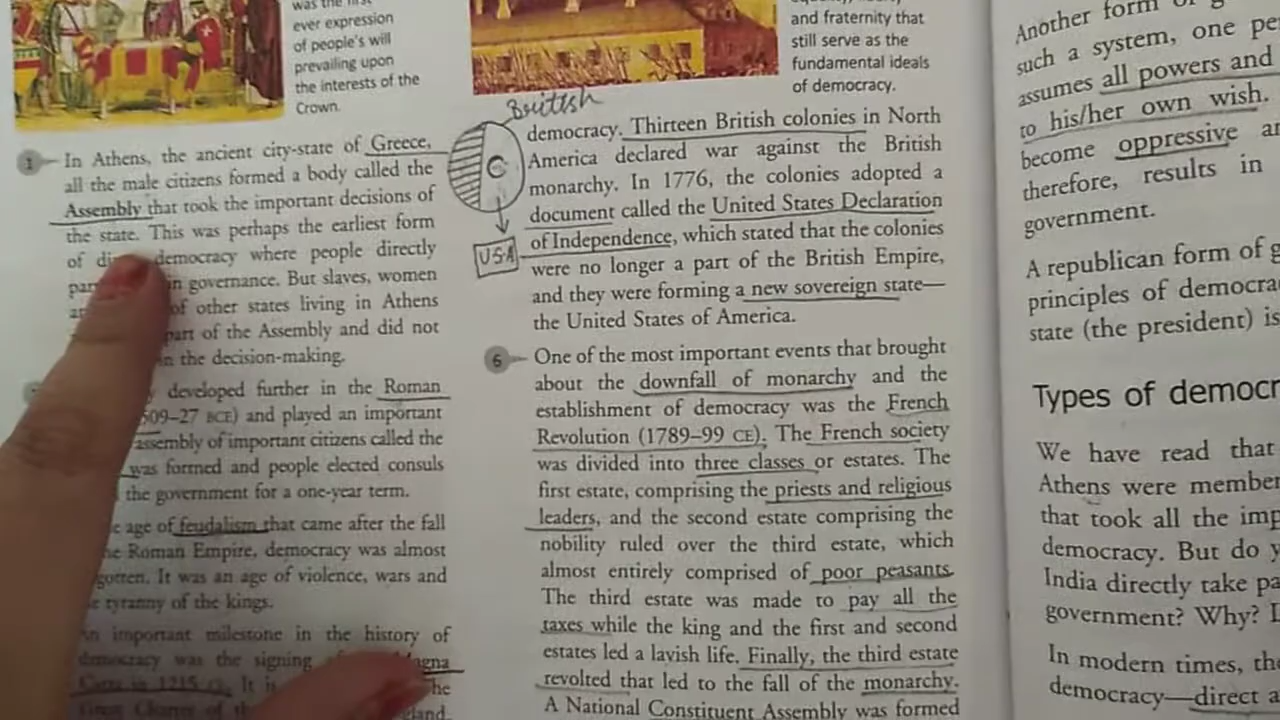 was the first
ever expression
of people's will
prevailing upon
the interests of the
Crown.
and fraternity that
still serve as the
fundamental ideals
of democracy.
1
In Athens, the ancient city-state of Greece,
all the male citizens formed a body called the
Assembly that took the important decisions of
the state. This was perhaps the earliest form
of democracy where people directly
in governance. But slaves, women
of other states living in Athens
part of the Assembly and did not
in the decision-making.
developed further in the Roman
509–27 BCE) and played an important
assembly of important citizens called the
was formed and people elected consuls
the government for a one-year term.
age of feudalism that came after the fall
Roman Empire, democracy was almost
It was an age of violence, wars and
tyranny of the kings.
An important milestone in the history of
democracy was the signing
Carta in 1215 It
Great Charter of
British
C
USA
democracy. Thirteen British colonies in North
America declared war against the British
monarchy. In 1776, the colonies adopted a
document called the United States Declaration
of Independence, which stated that the colonies
were no longer a part of the British Empire,
and they were forming a new sovereign state—
the United States of America.
6
One of the most important events that brought
about the downfall of monarchy and the
establishment of democracy was the French
Revolution (1789–99 CE). The French society
was divided into three classes or estates. The
first estate, comprising the priests and religious
leaders, and the second estate comprising the
nobility ruled over the third estate, which
almost entirely comprised of poor peasants.
The third estate was made to pay all the
taxes while the king and the first and second
estates led a lavish life. Finally, the third estate
revolted that led to the fall of the monarchy.
A National Constituent Assembly was formed
Another form of
such a system, one
assumes all powers and
to his/her own wish.
become oppressive
therefore, results in
government.
A republican form of
principles of
state (the president) is
Types of
We have read that
Athens were
that took all the
democracy. But do
India directly take
government? Why?
In modern times,
democracy—direct